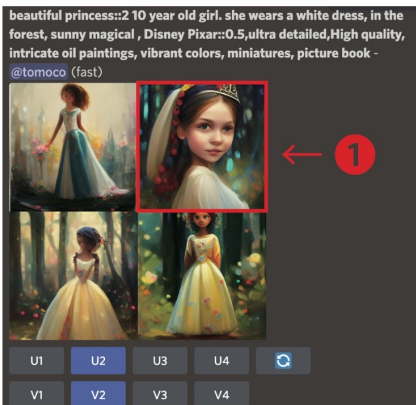 beautiful princess::2 10 year old girl. she wears a white dress, in the
forest, sunny magical , Disney Pixar::0.5,ultra detailed,High quality,
intricate oil paintings, vibrant colors, miniatures, picture book -
@tomoco (fast)
1
U1 U2 U3 U4
V1 V2 V3 V4